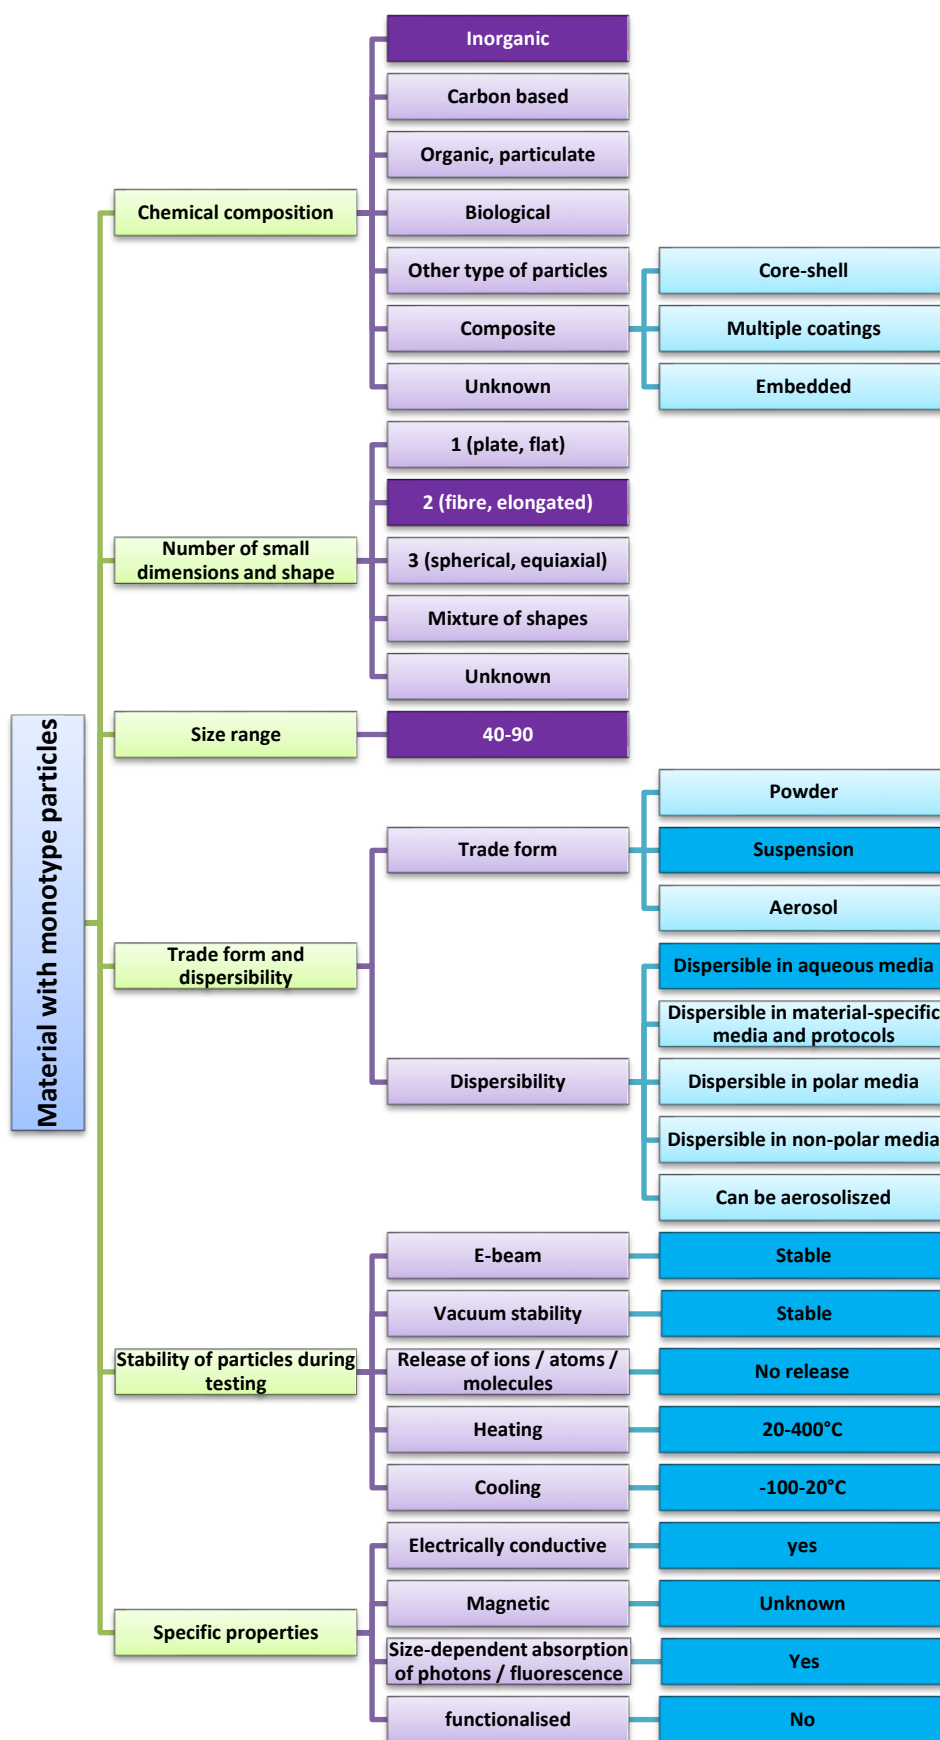 Material with monotype particles
Chemical composition
Inorganic
Carbon based
Organic, particulate
Biological
Other type of particles
Composite
Core-shell
Multiple coatings
Embedded
Unknown
Number of small
dimensions and shape
1 (plate, flat)
2 (fibre, elongated)
3 (spherical, equiaxial)
Mixture of shapes
Unknown
Size range
40-90
Trade form and
dispersibility
Trade form
Powder
Suspension
Aerosol
Dispersibility
Dispersible in aqueous media
Dispersible in material-specific
media and protocols
Dispersible in polar media
Dispersible in non-polar media
Can be aerosoliszed
Stability of particles during
testing
E-beam
Stable
Vacuum stability
Stable
Release of ions / atoms /
molecules
No release
Heating
20-400°C
Cooling
-100-20°C
Specific properties
Electrically conductive
yes
Magnetic
Unknown
Size-dependent absorption
of photons / fluorescence
Yes
functionalised
No